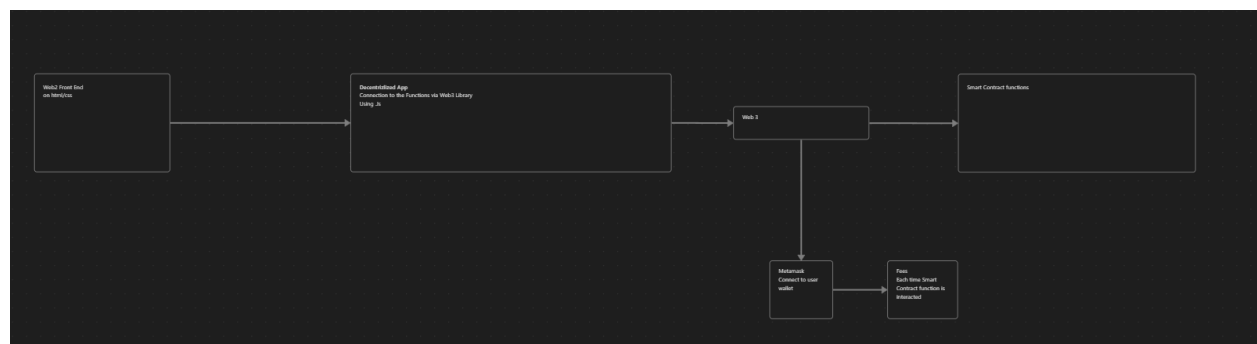 Web2 Front End
on html/css
Decentrizlized App
Connection to the Functions via Web3 Library
Using .Js
Web 3
Smart Contract functions
Metamask
Connect to user
wallet
Fees
Each time Smart
Contract function is
Interacted